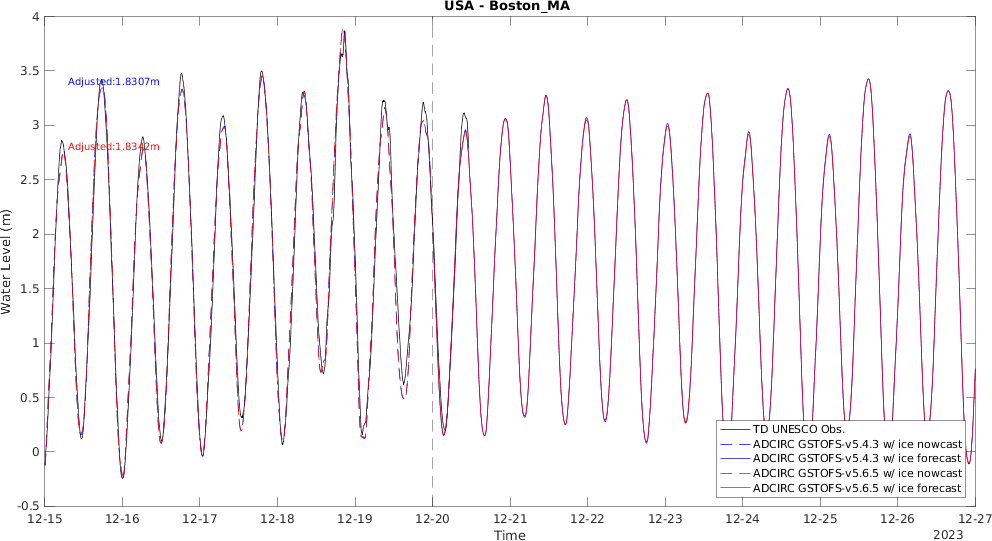 USA - Boston_MA
Water Level (m)
4
3.5
3
2.5
2
1.5
1
0.5
0
-0.5
Adjusted:1.8307m
Adjusted:1.8342m
TD UNESCO Obs.
ADCIRC GSTOFS-v5.4.3 w/ ice nowcast
ADCIRC GSTOFS-v5.4.3 w/ ice forecast
ADCIRC GSTOFS-v5.6.5 w/ ice nowcast
ADCIRC GSTOFS-v5.6.5 w/ ice forecast
12-15 12-16 12-17 12-18 12-19 12-20 12-21 12-22 12-23 12-24 12-25 12-26 12-27
Time
2023